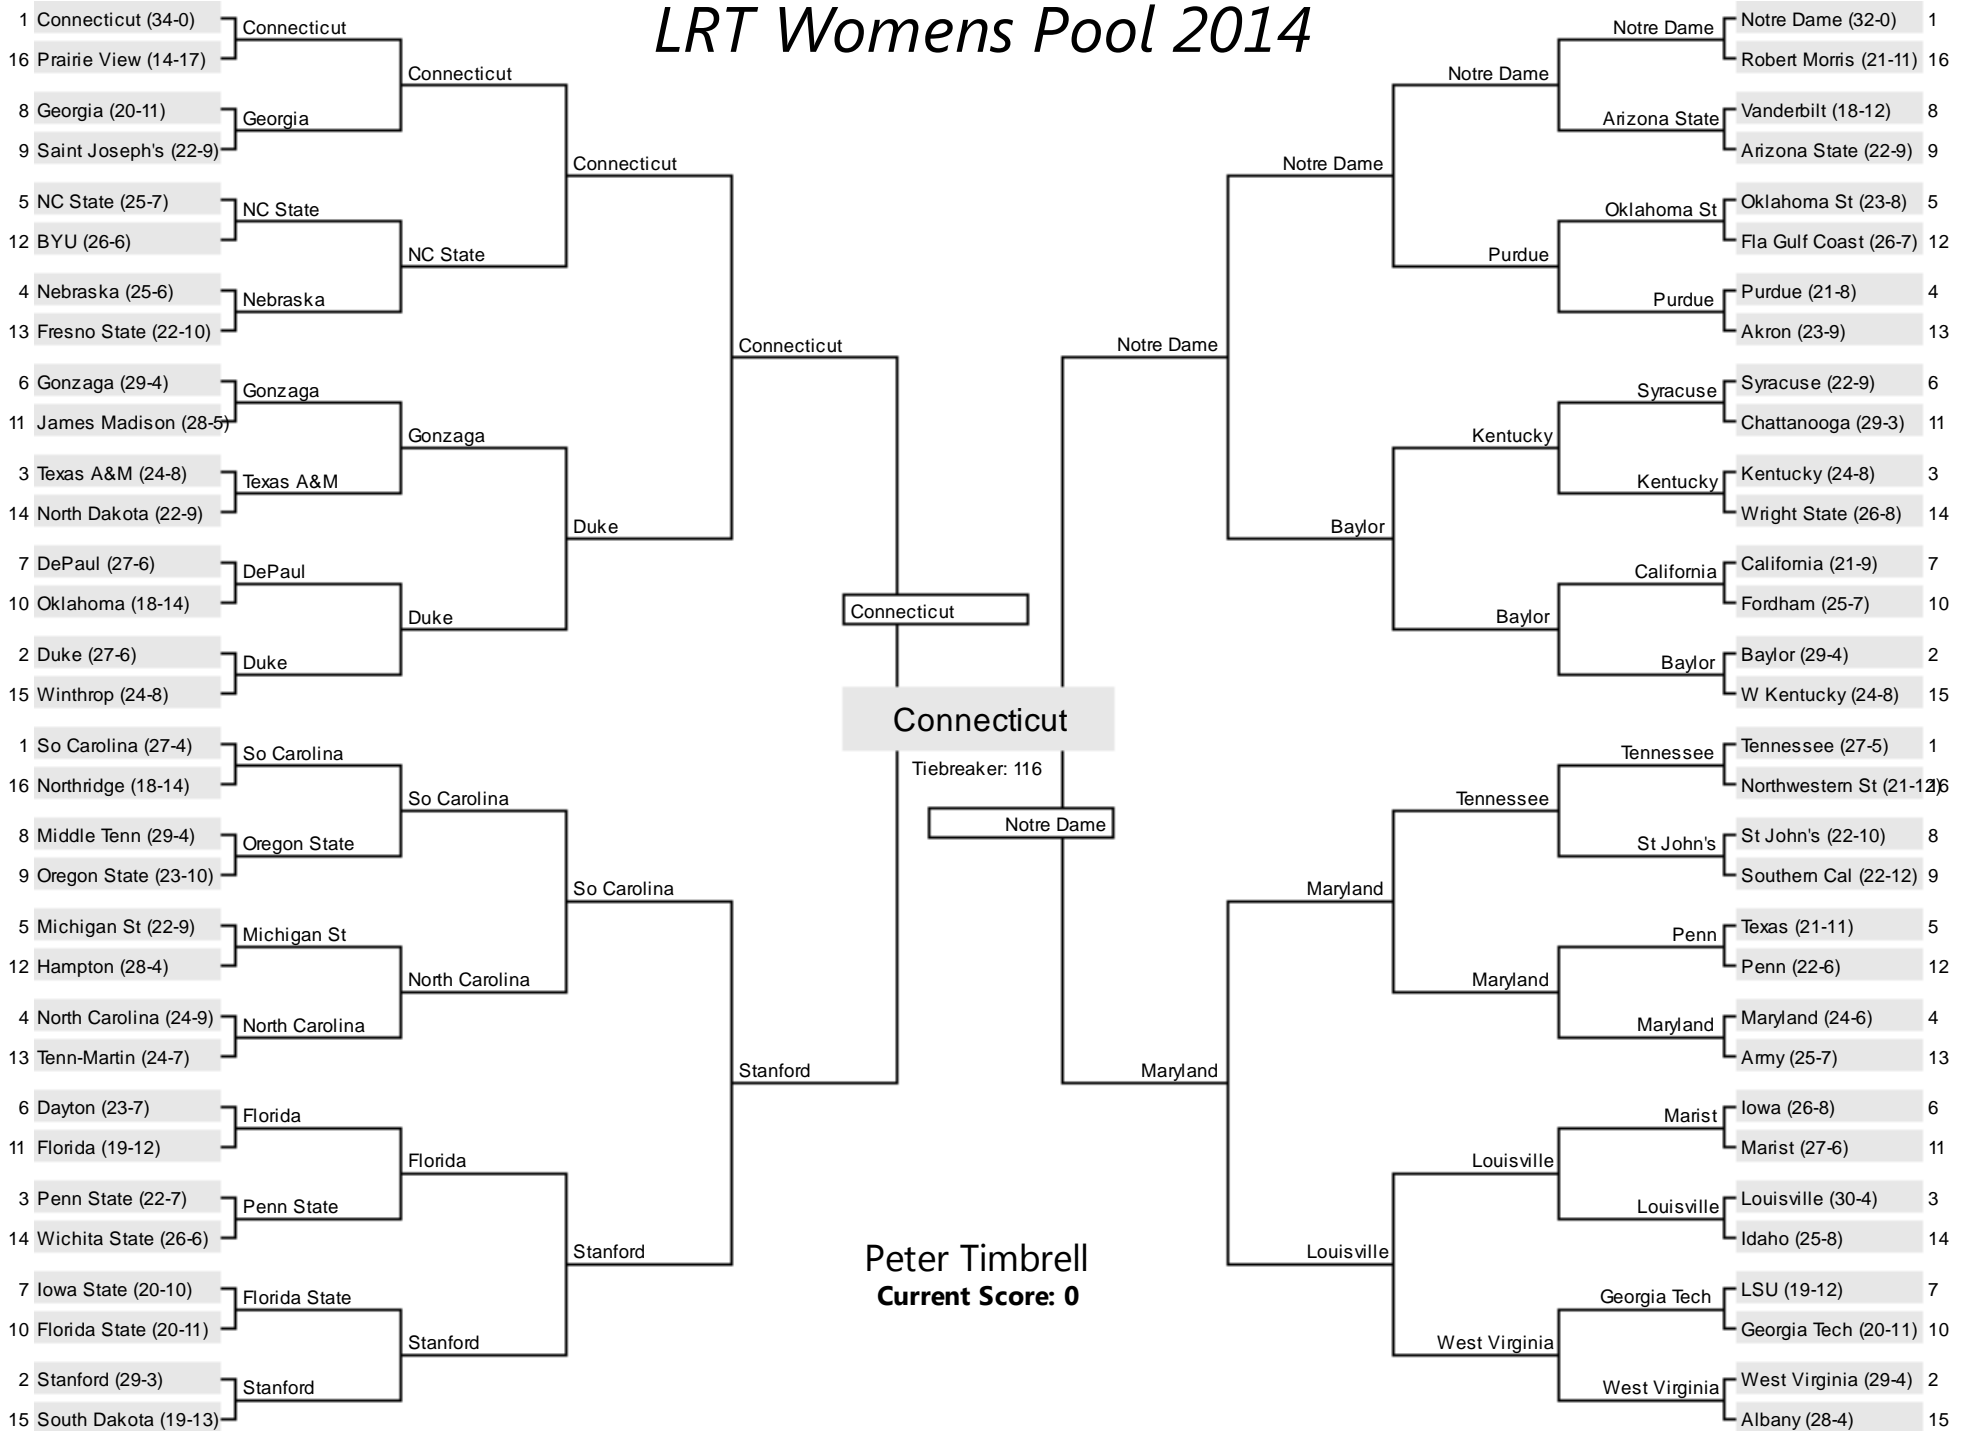 LRT Womens Pool 2014
1 Connecticut (34-0)
16 Prairie View (14-17)
8 Georgia (20-11)
9 Saint Joseph's (22-9)
5 NC State (25-7)
12 BYU (26-6)
4 Nebraska (25-6)
13 Fresno State (22-10)
6 Gonzaga (29-4)
11 James Madison (28-5)
3 Texas A&M (24-8)
14 North Dakota (22-9)
7 DePaul (27-6)
10 Oklahoma (18-14)
2 Duke (27-6)
15 Winthrop (24-8)
1 So Carolina (27-4)
16 Northridge (18-14)
8 Middle Tenn (29-4)
9 Oregon State (23-10)
5 Michigan St (22-9)
12 Hampton (28-4)
4 North Carolina (24-9)
13 Tenn-Martin (24-7)
6 Dayton (23-7)
11 Florida (19-12)
3 Penn State (22-7)
14 Wichita State (26-6)
7 Iowa State (20-10)
10 Florida State (20-11)
2 Stanford (29-3)
15 South Dakota (19-13)
Connecticut
Georgia
NC State
Nebraska
Gonzaga
Texas A&M
DePaul
Duke
So Carolina
Oregon State
Michigan St
North Carolina
Florida
Penn State
Florida State
Stanford
Connecticut
NC State
Gonzaga
Duke
So Carolina
North Carolina
Florida
Stanford
Connecticut
Duke
So Carolina
Stanford
Connecticut
Stanford
Connecticut
Connecticut
Tiebreaker: 116
Notre Dame
Peter Timbrell
Current Score: 0
Notre Dame
Maryland
Notre Dame
Baylor
Maryland
Louisville
Notre Dame
Purdue
Kentucky
Baylor
Tennessee
Maryland
Louisville
West Virginia
Notre Dame
Arizona State
Oklahoma St
Purdue
Syracuse
Kentucky
California
Baylor
Tennessee
St John's
Penn
Maryland
Marist
Louisville
Georgia Tech
West Virginia
Notre Dame (32-0) 1
Robert Morris (21-11) 16
Vanderbilt (18-12) 8
Arizona State (22-9) 9
Oklahoma St (23-8) 5
Fla Gulf Coast (26-7) 12
Purdue (21-8) 4
Akron (23-9) 13
Syracuse (22-9) 6
Chattanooga (29-3) 11
Kentucky (24-8) 3
Wright State (26-8) 14
California (21-9) 7
Fordham (25-7) 10
Baylor (29-4) 2
W Kentucky (24-8) 15
Tennessee (27-5) 1
Northwestern St (21-12) 16
St John's (22-10) 8
Southern Cal (22-12) 9
Texas (21-11) 5
Penn (22-6) 12
Maryland (24-6) 4
Army (25-7) 13
Iowa (26-8) 6
Marist (27-6) 11
Louisville (30-4) 3
Idaho (25-8) 14
LSU (19-12) 7
Georgia Tech (20-11) 10
West Virginia (29-4) 2
Albany (28-4) 15